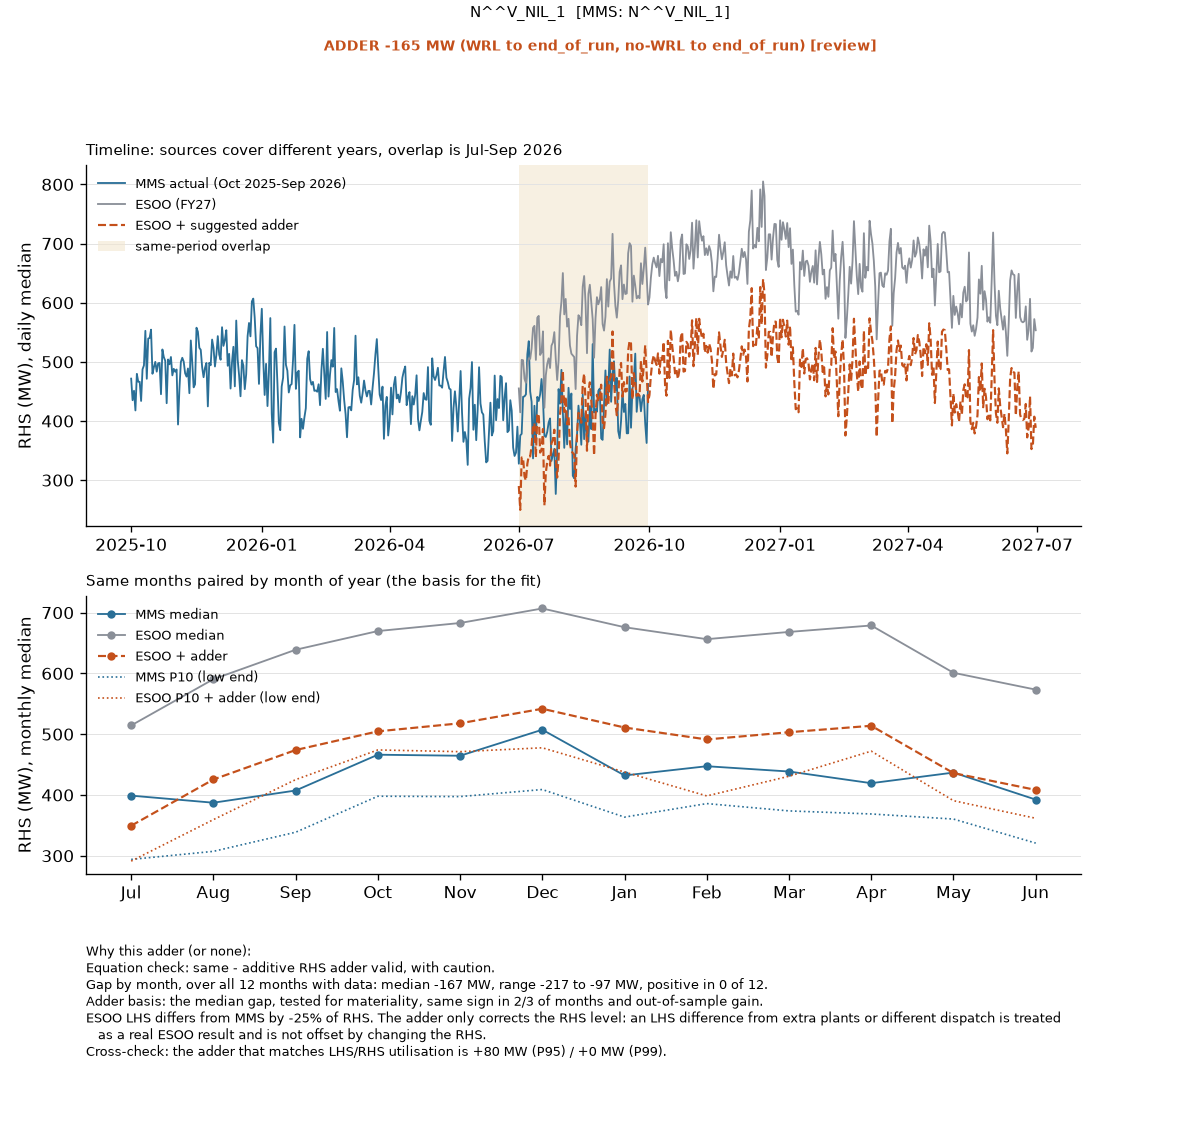 N^^V_NIL_1  [MMS: N^^V_NIL_1]
ADDER -165 MW (WRL to end_of_run, no-WRL to end_of_run) [review]
Timeline: sources cover different years, overlap is Jul-Sep 2026
RHS (MW), daily median
800
700
600
500
400
300
MMS actual (Oct 2025-Sep 2026)
ESOO (FY27)
ESOO + suggested adder
same-period overlap
2025-10
2026-01
2026-04
2026-07
2026-10
2027-01
2027-04
2027-07
Same months paired by month of year (the basis for the fit)
RHS (MW), monthly median
700
600
500
400
300
MMS median
ESOO median
ESOO + adder
MMS P10 (low end)
ESOO P10 + adder (low end)
Jul
Aug
Sep
Oct
Nov
Dec
Jan
Feb
Mar
Apr
May
Jun
Why this adder (or none):
Equation check: same - additive RHS adder valid, with caution.
Gap by month, over all 12 months with data: median -167 MW, range -217 to -97 MW, positive in 0 of 12.
Adder basis: the median gap, tested for materiality, same sign in 2/3 of months and out-of-sample gain.
ESOO LHS differs from MMS by -25% of RHS. The adder only corrects the RHS level: an LHS difference from extra plants or different dispatch is treated
as a real ESOO result and is not offset by changing the RHS.
Cross-check: the adder that matches LHS/RHS utilisation is +80 MW (P95) / +0 MW (P99).